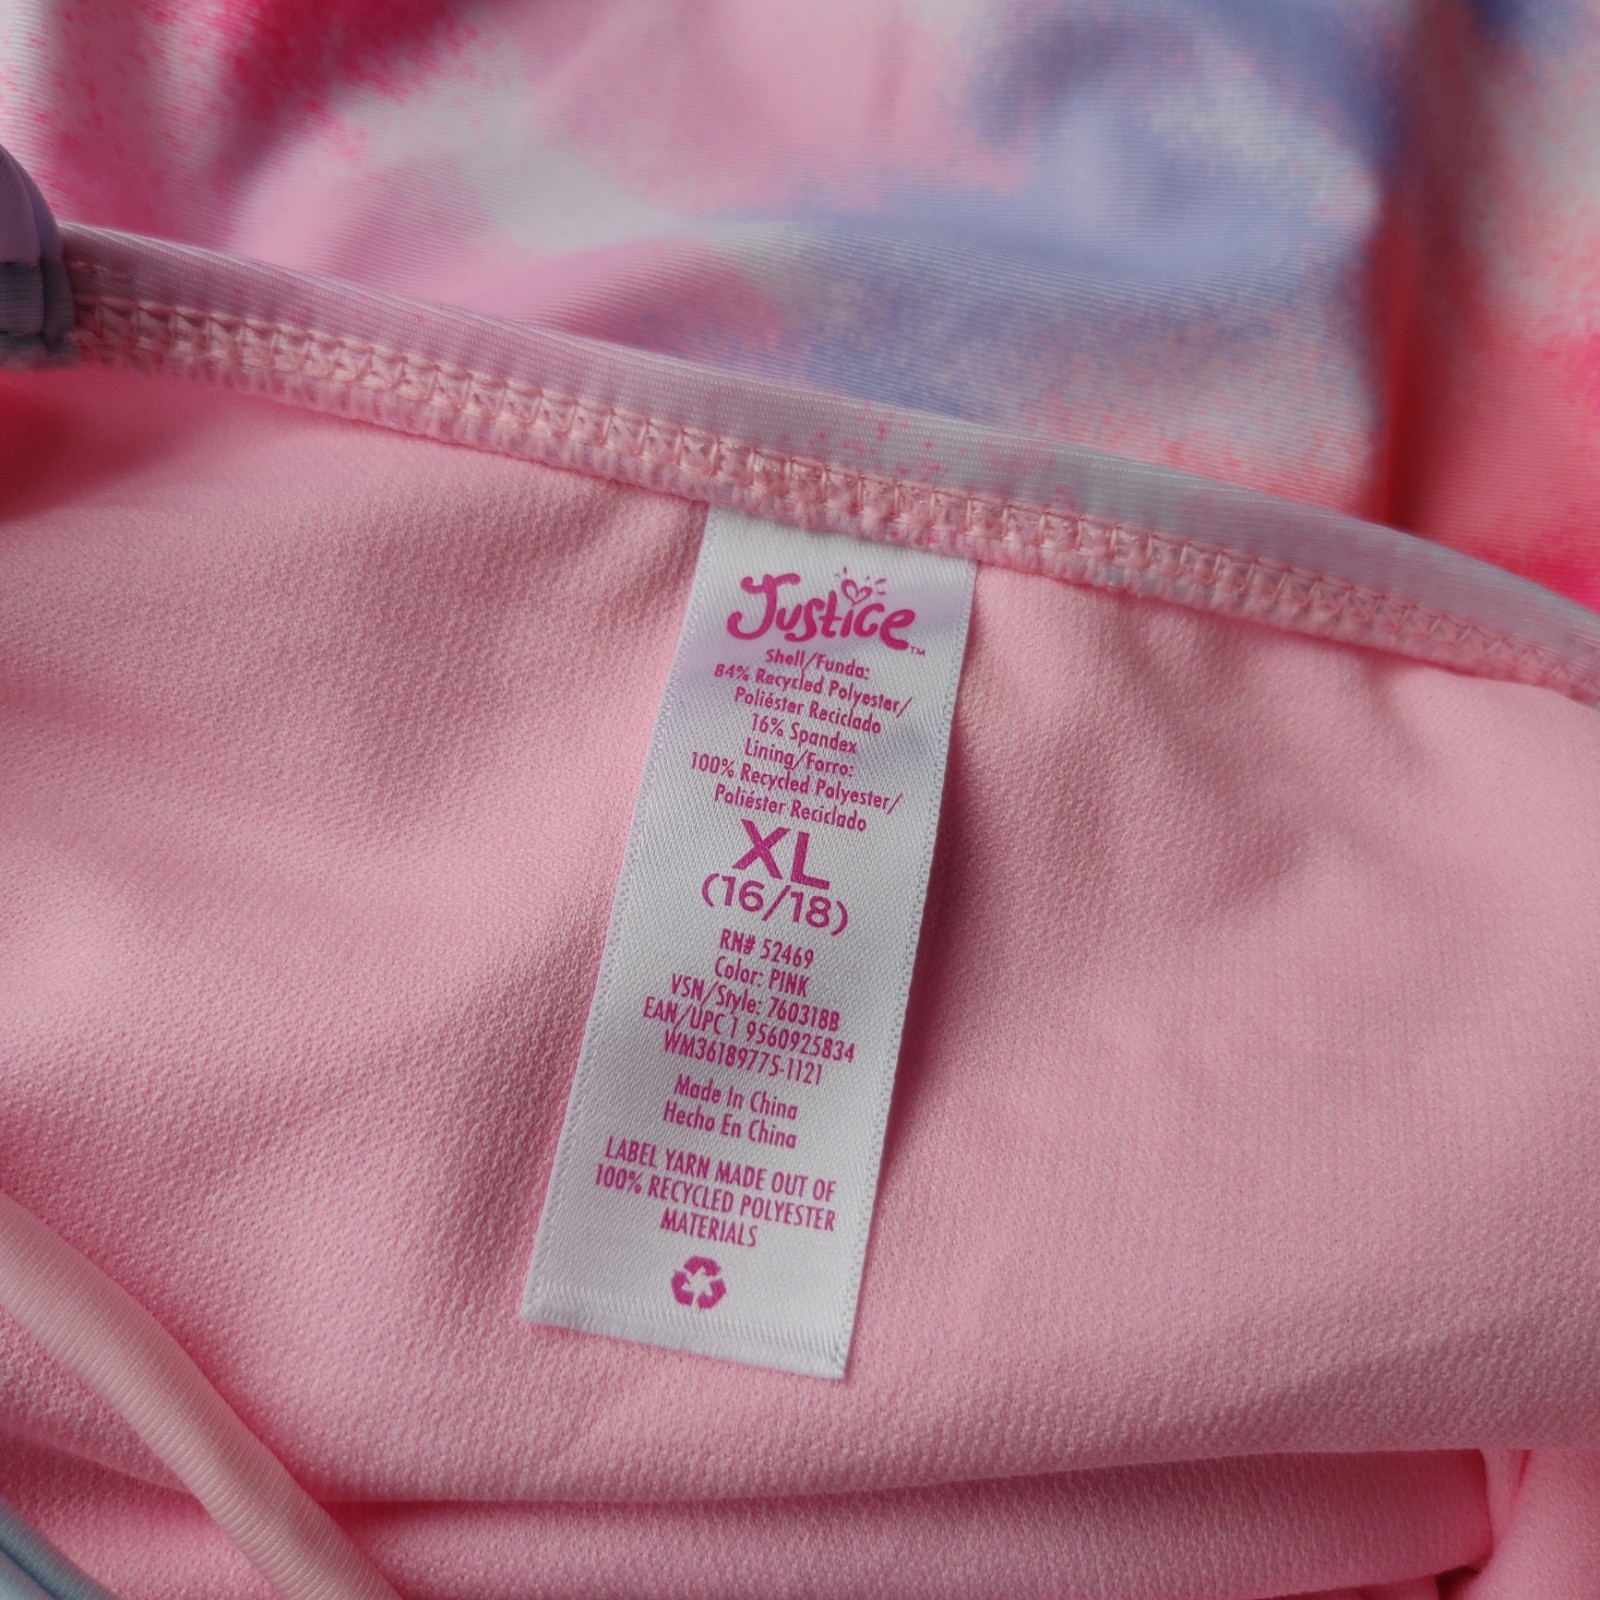 Justice™
Shell/Funda:
84% Recycled Polyester/
Poliéster Reciclado
16% Spandex
Lining/Forro:
100% Recycled Polyester/
Poliéster Reciclado
XL
(16/18)
RN# 52469
Color: PINK
VSN/Style: 760318B
EAN/UPC 1 9560925834
WM36189775-1121
Made In China
Hecho En China
LABEL YARN MADE OUT OF
100% RECYCLED POLYESTER
MATERIALS